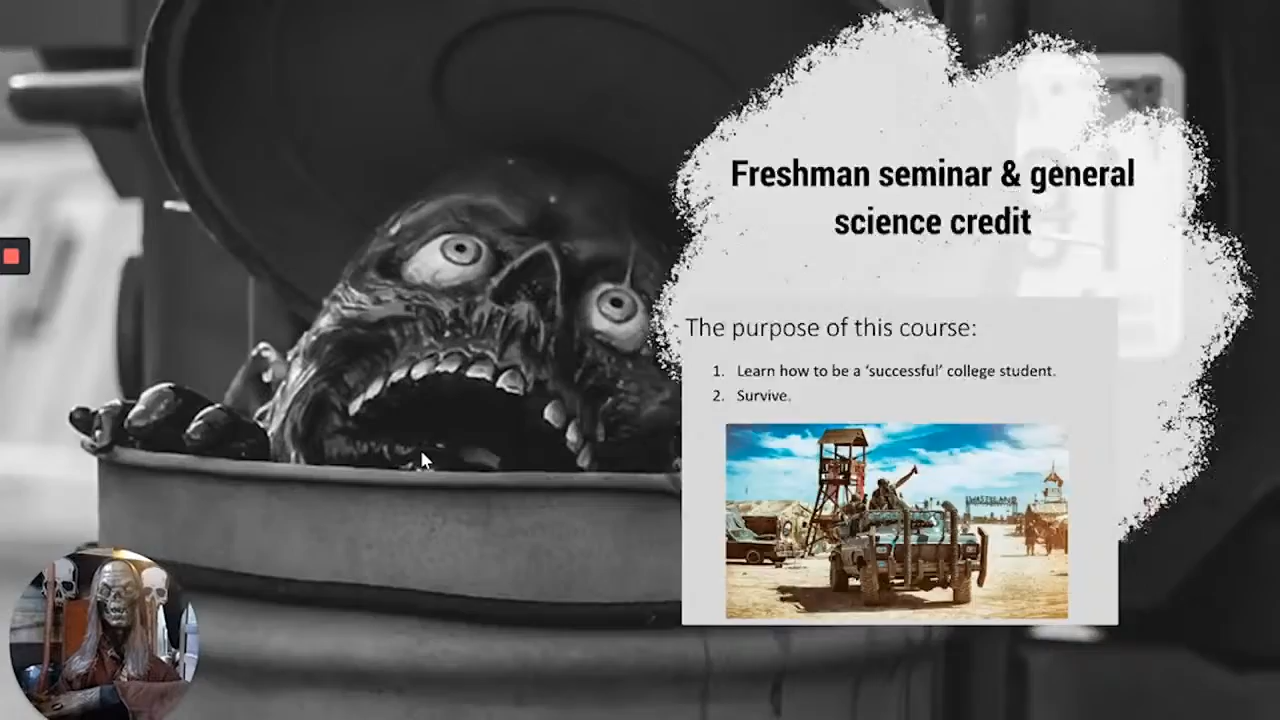 Freshman seminar & general
science credit
The purpose of this course:
1. Learn how to be a ‘successful’ college student.
2. Survive.
WASTELAND